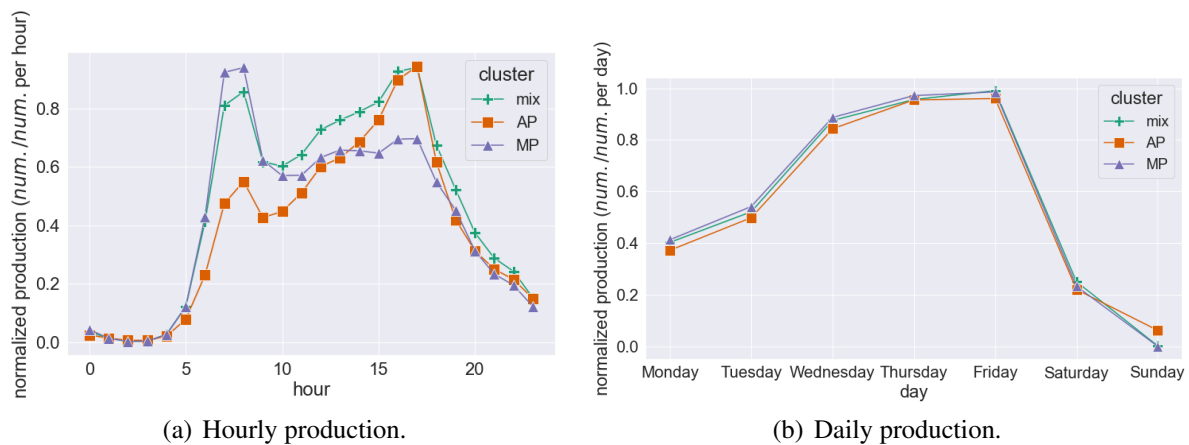 normalized production (num. /num. per hour)
0.8
0.6
0.4
0.2
0.0
0 5 10 15 20
hour
cluster
mix
AP
MP
(a) Hourly production.
normalized production (num. /num. per day)
1.0
0.8
0.6
0.4
0.2
0.0
Monday Tuesday Wednesday Thursday Friday Saturday Sunday
day
cluster
mix
AP
MP
(b) Daily production.